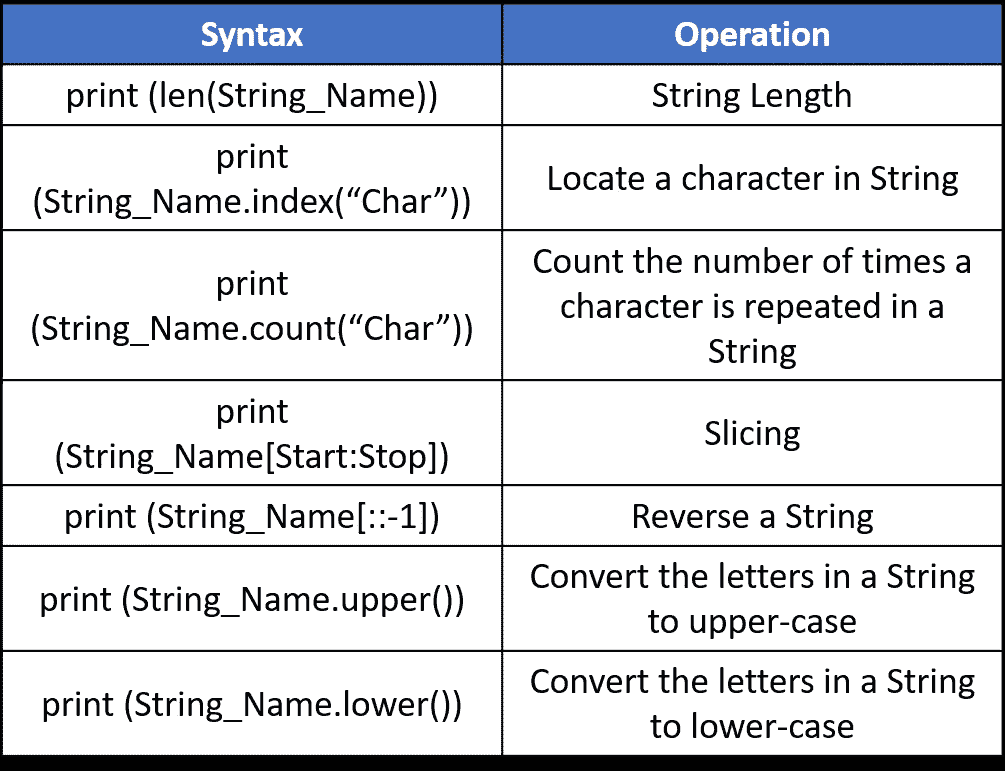 Syntax
Operation
print (len(String_Name))
String Length
print
(String_Name.index(“Char”))
Locate a character in String
print
(String_Name.count(“Char”))
Count the number of times a
character is repeated in a
String
print
(String_Name[Start:Stop])
Slicing
print (String_Name[::-1])
Reverse a String
print (String_Name.upper())
Convert the letters in a String
to upper-case
print (String_Name.lower())
Convert the letters in a String
to lower-case